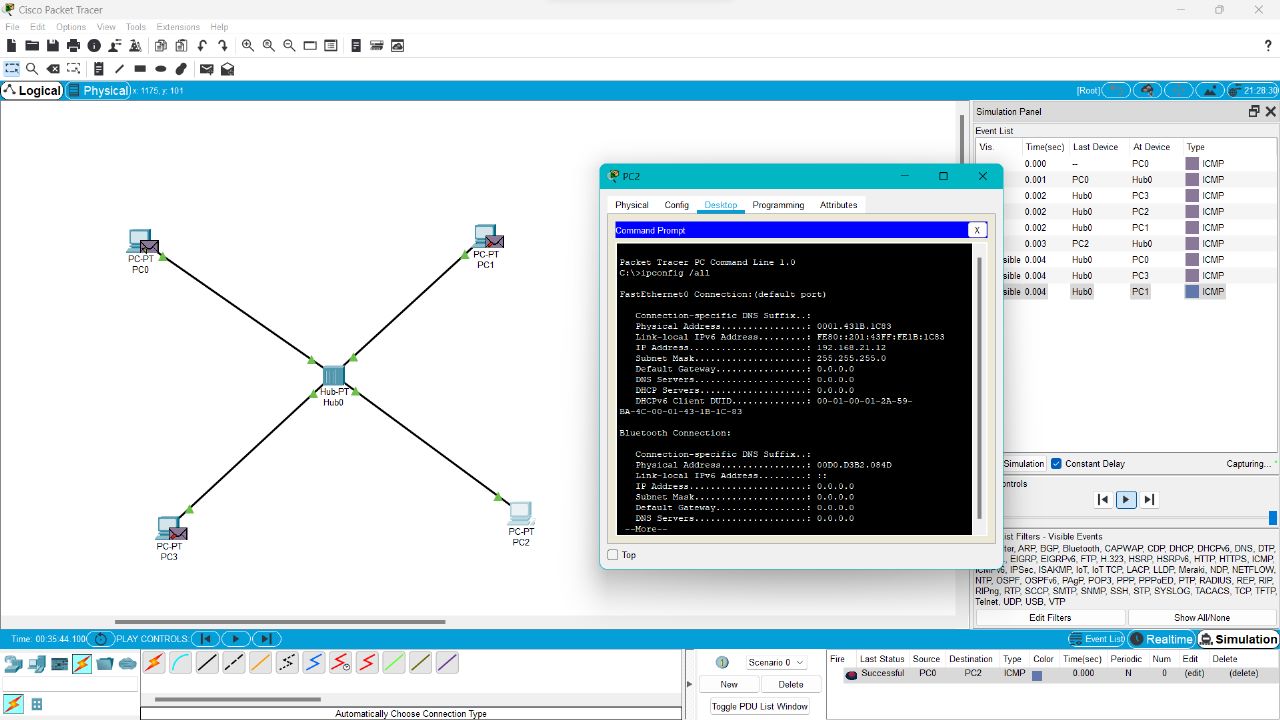 Cisco Packet Tracer
File Edit Options View Tools Extensions Help
?
Logical Physical x: 1175, y: 101 [Root] 21:28:30
PC-PT
PC0
PC-PT
PC1
Hub-PT
Hub0
PC-PT
PC3
PC-PT
PC2
PC2
Physical Config Desktop Programming Attributes
Command Prompt X
Packet Tracer PC Command Line 1.0
C:\>ipconfig /all
FastEthernet0 Connection:(default port)
Connection-specific DNS Suffix..:
Physical Address................: 0001.431B.1C83
Link-local IPv6 Address.........: FE80::201:43FF:FE1B:1C83
IP Address......................: 192.168.21.12
Subnet Mask.....................: 255.255.255.0
Default Gateway.................: 0.0.0.0
DNS Servers.....................: 0.0.0.0
DHCP Servers....................: 0.0.0.0
DHCPv6 Client DUID..............: 00-01-00-01-2A-59-
BA-4C-00-01-43-1B-1C-83
Bluetooth Connection:
Connection-specific DNS Suffix..:
Physical Address................: 00D0.D3B2.084D
Link-local IPv6 Address.........: ::
IP Address......................: 0.0.0.0
Subnet Mask.....................: 0.0.0.0
Default Gateway.................: 0.0.0.0
DNS Servers.....................: 0.0.0.0
--More--
Top
Simulation Panel
Event List
Vis. Time(sec) Last Device At Device Type
0.000 -- PC0 ICMP
0.001 PC0 Hub0 ICMP
0.002 Hub0 PC3 ICMP
0.002 Hub0 PC2 ICMP
0.002 Hub0 PC1 ICMP
0.003 PC2 Hub0 ICMP
sible 0.004 Hub0 PC0 ICMP
sible 0.004 Hub0 PC3 ICMP
sible 0.004 Hub0 PC1 ICMP
Simulation Constant Delay Capturing...
ontrols
ist Filters - Visible Events
ter, ARP, BGP, Bluetooth, CAPWAP, CDP, DHCP, DHCPv6, DNS, DTP,
EIGRP, EIGRPv6, FTP, H.323, HSRP, HSRPv6, HTTP, HTTPS, ICMP,
ICMPv6, IPSec, ISAKMP, IoT, IoT TCP, LACP, LLDP, Meraki, NDP, NETFLOW,
NTP, OSPF, OSPFv6, PAgP, POP3, PPP, PPPoED, PTP, RADIUS, REP, RIP,
RIPng, RTP, SCCP, SMTP, SNMP, SSH, STP, SYSLOG, TACACS, TCP, TFTP,
Telnet, UDP, USB, VTP
Edit Filters Show All/None
Time: 00:35:44.100 PLAY CONTROLS: Event List Realtime Simulation
Automatically Choose Connection Type
Scenario 0
New Delete
Toggle PDU List Window
Fire Last Status Source Destination Type Color Time(sec) Periodic Num Edit Delete
Successful PC0 PC2 ICMP 0.000 N 0 (edit) (delete)